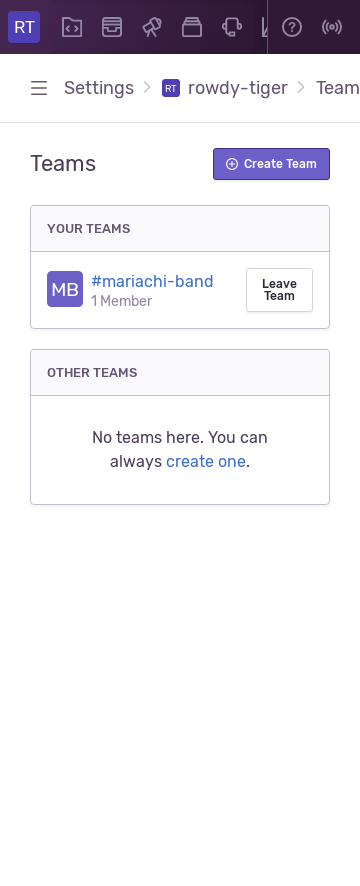 RT
Settings RT rowdy-tiger Team
Teams
Create Team
YOUR TEAMS
MB
#mariachi-band
1 Member
Leave
Team
OTHER TEAMS
No teams here. You can
always create one.